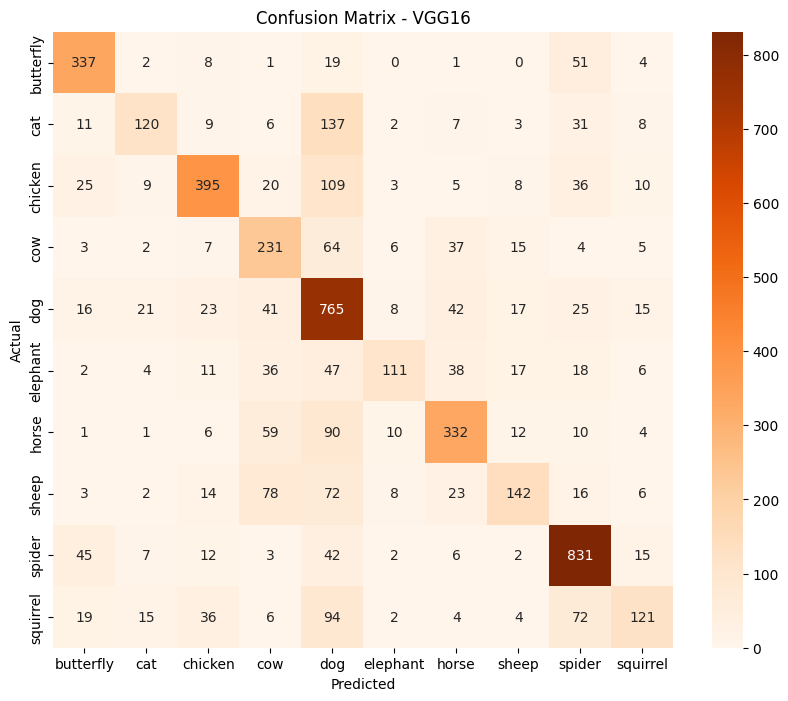 Confusion Matrix - VGG16
butterfly 337 2 8 1 19 0 1 0 51 4
cat 11 120 9 6 137 2 7 3 31 8
chicken 25 9 395 20 109 3 5 8 36 10
cow 3 2 7 231 64 6 37 15 4 5
dog 16 21 23 41 765 8 42 17 25 15
elephant 2 4 11 36 47 111 38 17 18 6
horse 1 1 6 59 90 10 332 12 10 4
sheep 3 2 14 78 72 8 23 142 16 6
spider 45 7 12 3 42 2 6 2 831 15
squirrel 19 15 36 6 94 2 4 4 72 121
butterfly cat chicken cow dog elephant horse sheep spider squirrel
Predicted
Actual
800
700
600
500
400
300
200
100
0